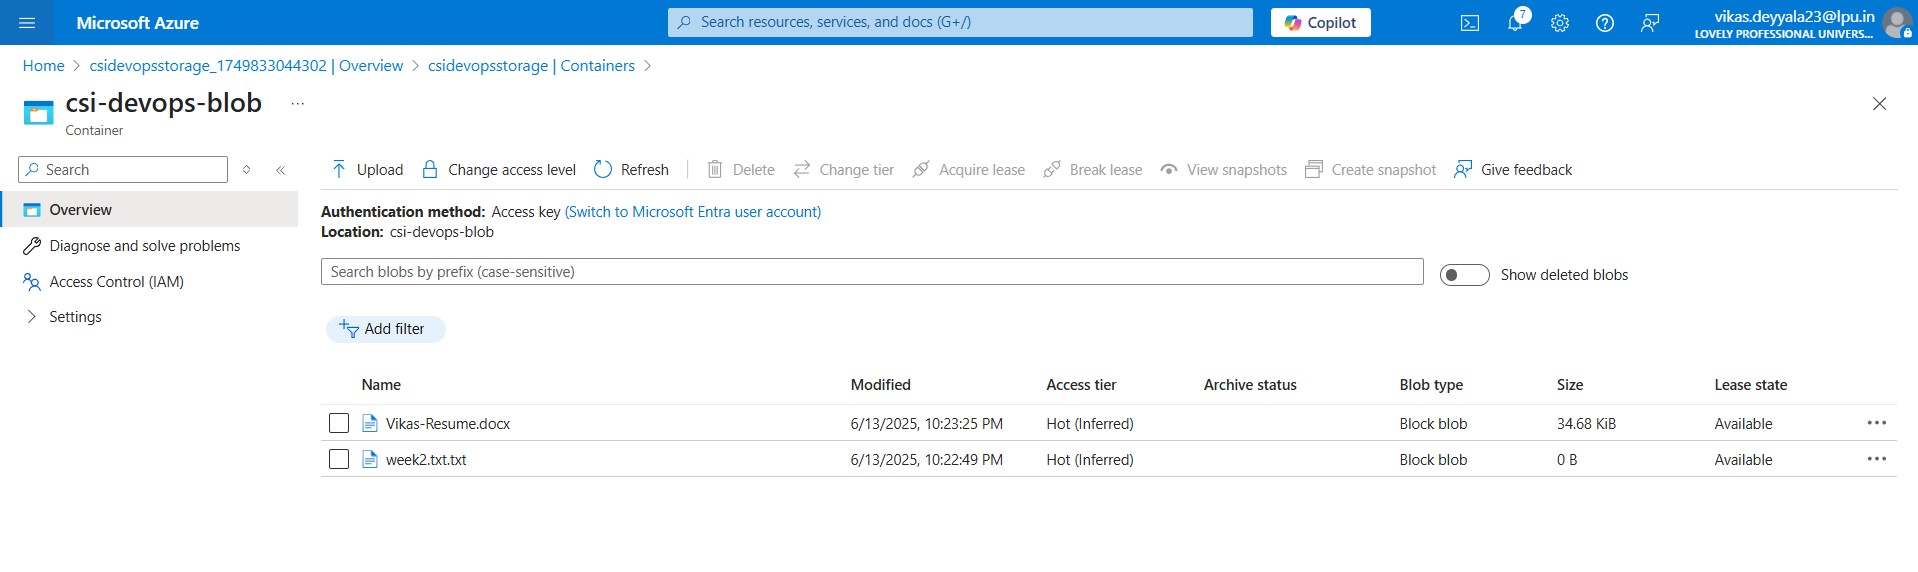 Microsoft Azure
Search resources, services, and docs (G+/)
Copilot
7
vikas.deyyala23@lpu.in
LOVELY PROFESSIONAL UNIVERS...
Home > csidevopsstorage_1749833044302 | Overview > csidevopsstorage | Containers >
csi-devops-blob ...
Container
Search
Upload Change access level Refresh Delete Change tier Acquire lease Break lease View snapshots Create snapshot Give feedback
Overview
Diagnose and solve problems
Access Control (IAM)
Settings
Authentication method: Access key (Switch to Microsoft Entra user account)
Location: csi-devops-blob
Search blobs by prefix (case-sensitive)
Show deleted blobs
Add filter
Name Modified Access tier Archive status Blob type Size Lease state
Vikas-Resume.docx 6/13/2025, 10:23:25 PM Hot (Inferred) Block blob 34.68 KiB Available ...
week2.txt.txt 6/13/2025, 10:22:49 PM Hot (Inferred) Block blob 0 B Available ...